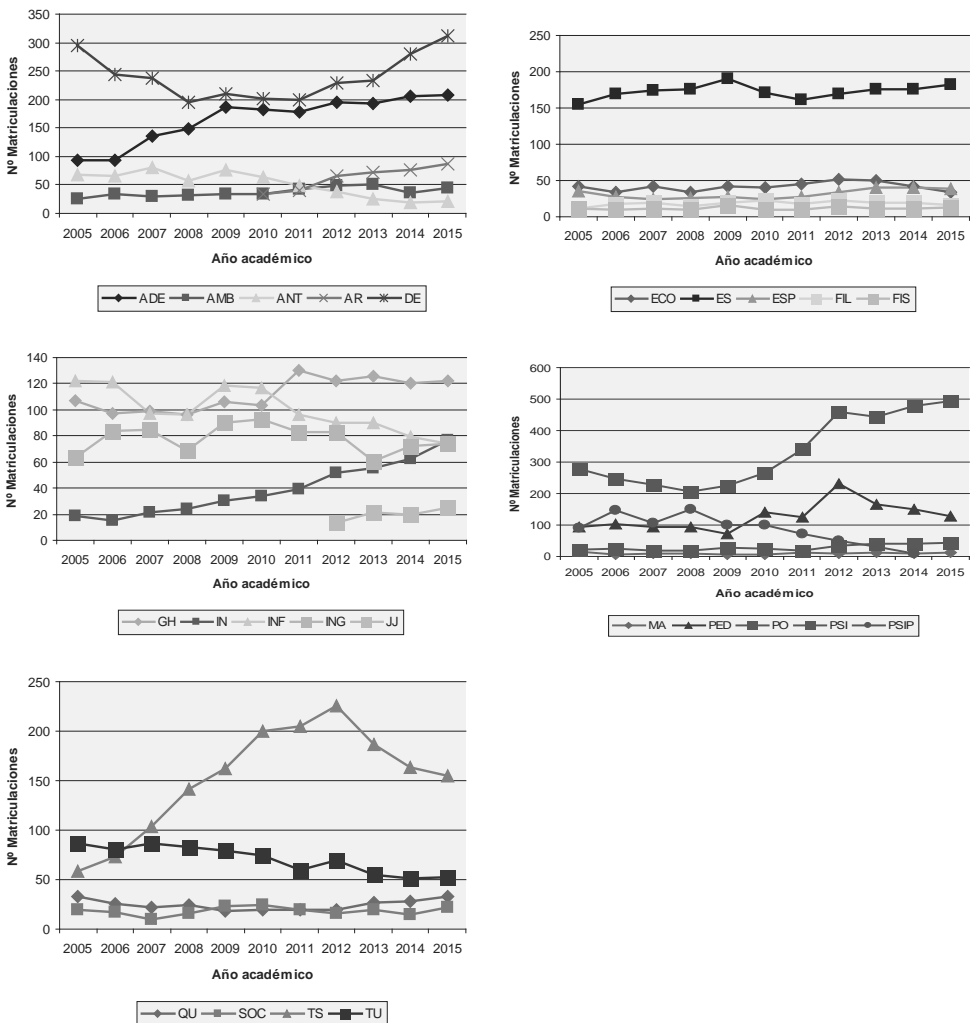 350
300
250
200
150
100
50
0
Nº Matriculaciones
2005 2006 2007 2008 2009 2010 2011 2012 2013 2014 2015
Año académico
ADE AMB ANT AR DE
250
200
150
100
50
0
Nº Matriculaciones
2005 2006 2007 2008 2009 2010 2011 2012 2013 2014 2015
Año académico
ECO ES ESP FIL FIS
140
120
100
80
60
40
20
0
Nº Matriculaciones
2005 2006 2007 2008 2009 2010 2011 2012 2013 2014 2015
Año académico
GH IN INF ING JJ
600
500
400
300
200
100
0
Nº Matriculaciones
2005 2006 2007 2008 2009 2010 2011 2012 2013 2014 2015
Año académico
MA PED PO PSI PSIP
250
200
150
100
50
0
Nº Matriculaciones
2005 2006 2007 2008 2009 2010 2011 2012 2013 2014 2015
Año académico
QU SOC TS TU